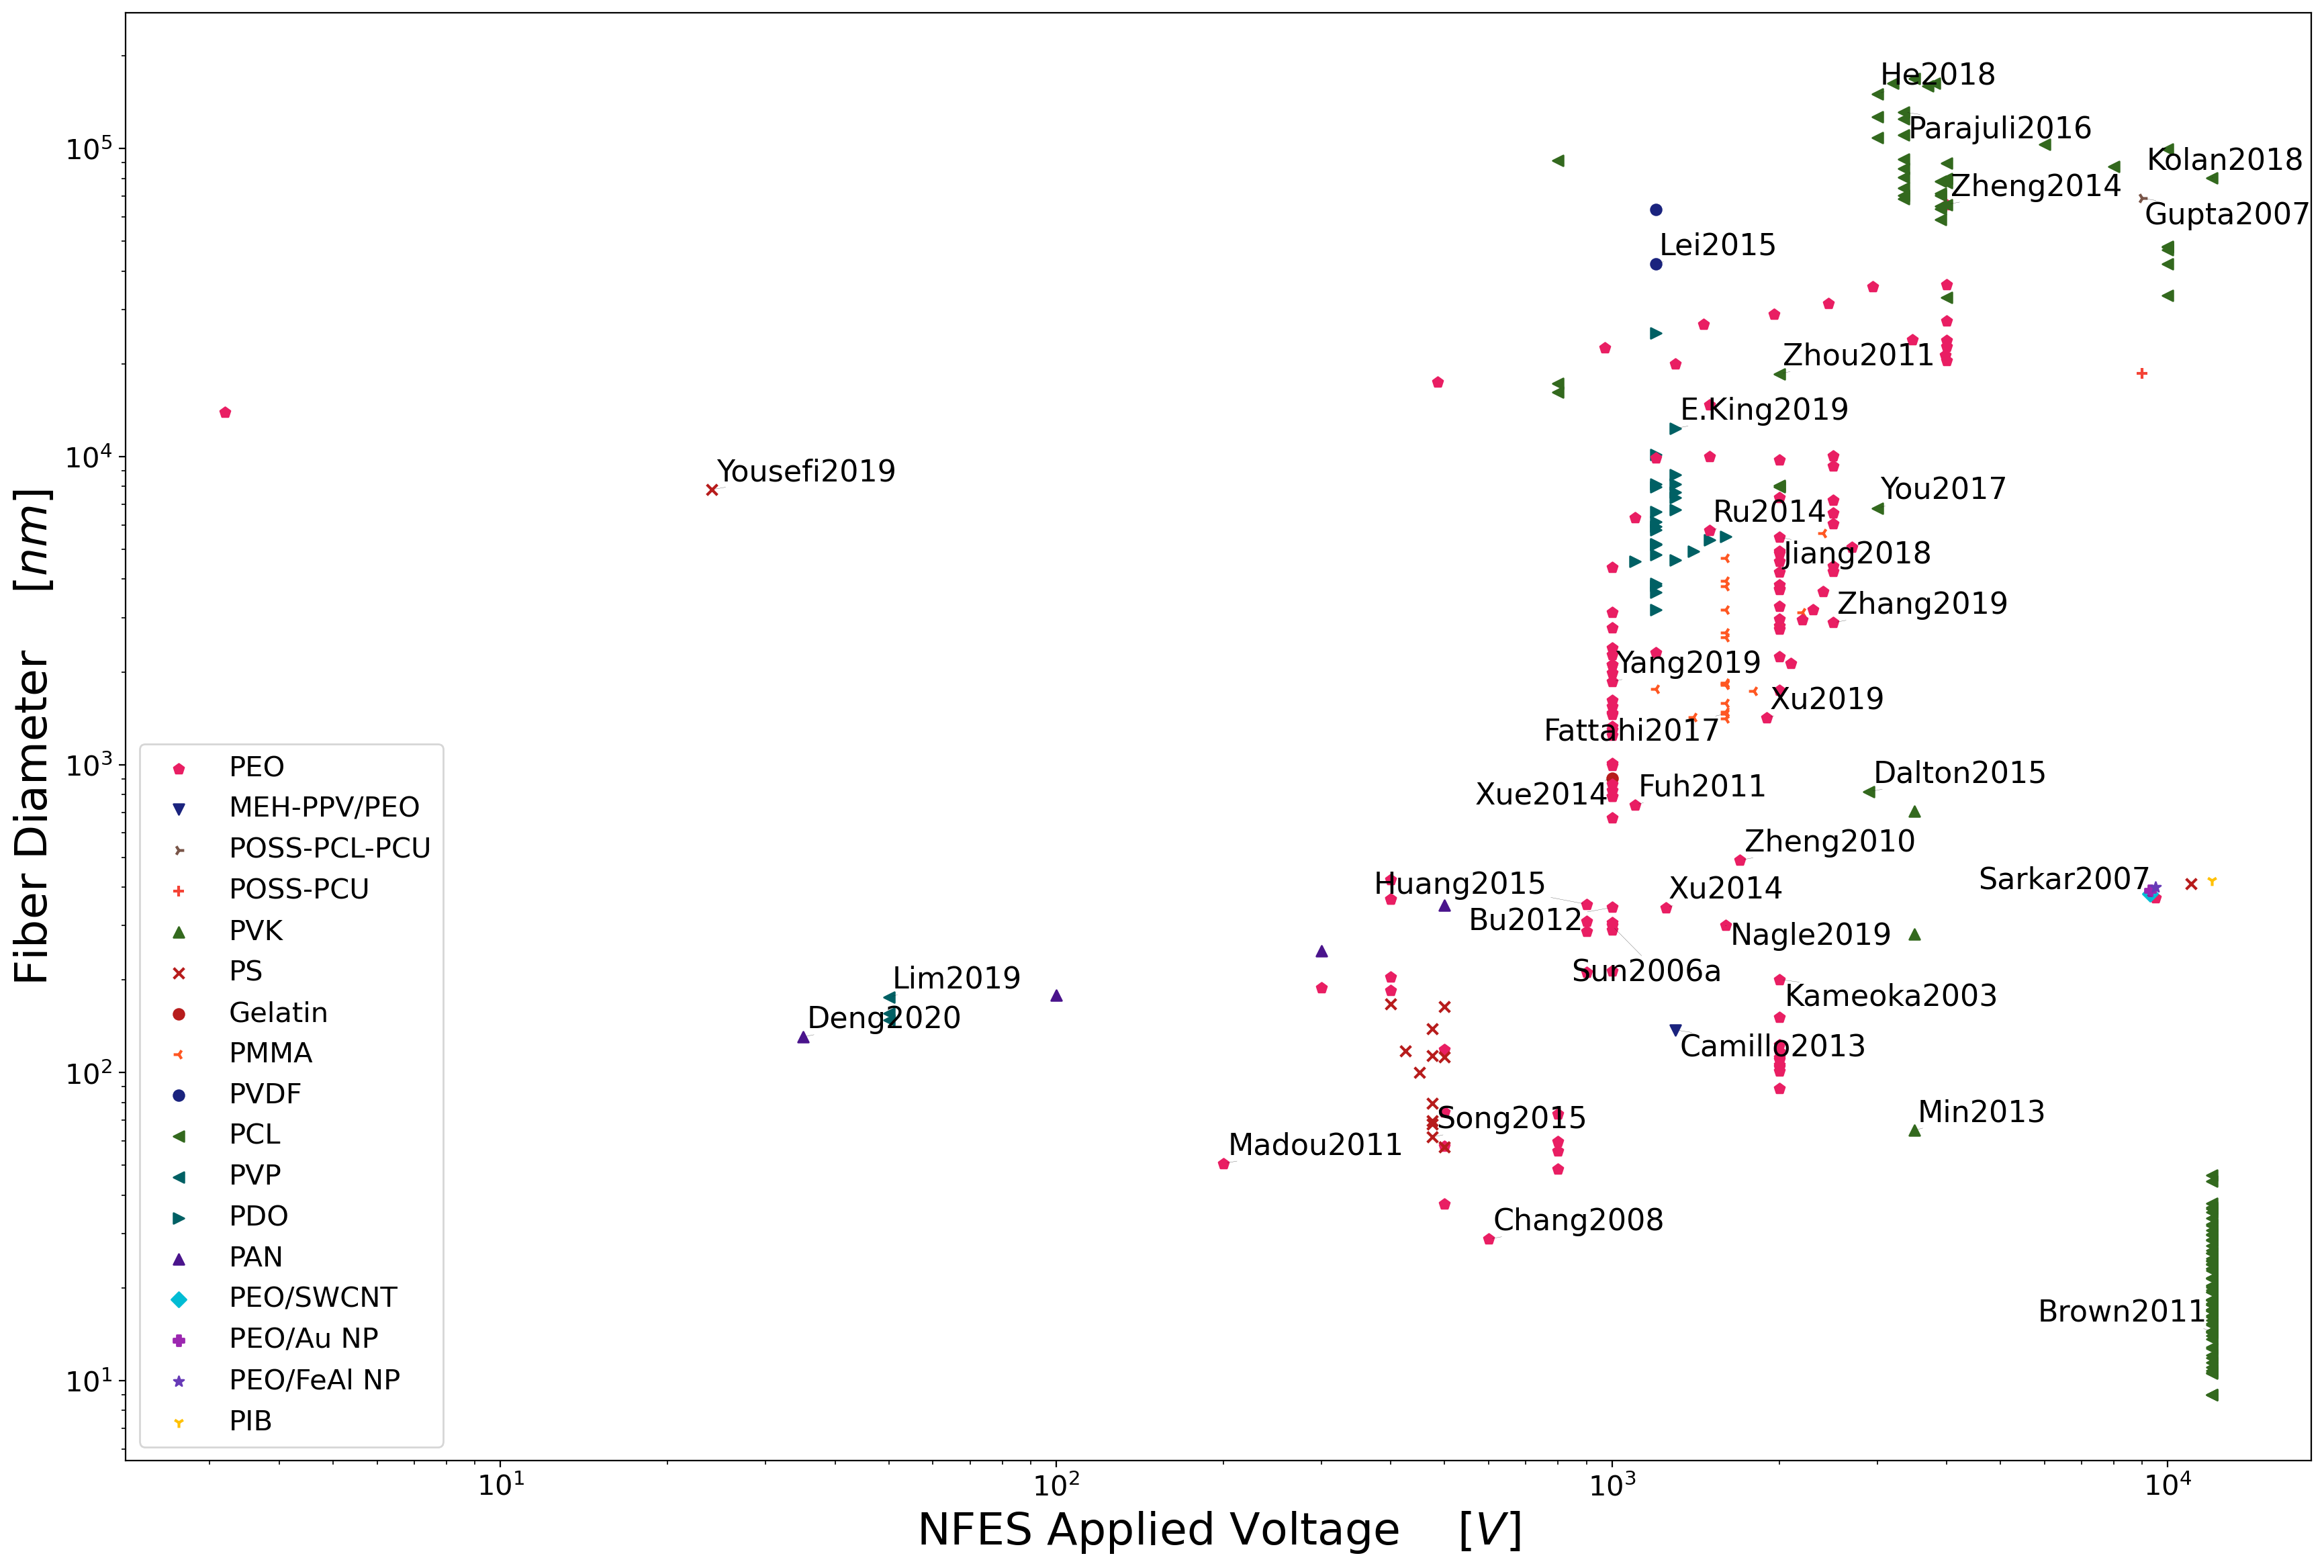 He2018
Parajuli2016
10⁵
Kolan2018
Zheng2014
Gupta2007
Lei2015
Zhou2011
E.King2019
10⁴
Yousefi2019
You2017
Ru2014
Jiang2018
Zhang2019
Yang2019
Xu2019
Fattahi2017
10³
Dalton2015
Fuh2011
Xue2014
Zheng2010
Huang2015
Sarkar2007
Xu2014
Bu2012
Nagle2019
Sun2006a
Lim2019
Kameoka2003
Deng2020
Camillo2013
10²
Min2013
Song2015
Madou2011
Chang2008
Brown2011
10¹
Fiber Diameter [nm]
PEO
MEH-PPV/PEO
POSS-PCL-PCU
POSS-PCU
PVK
PS
Gelatin
PMMA
PVDF
PCL
PVP
PDO
PAN
PEO/SWCNT
PEO/Au NP
PEO/FeAl NP
PIB
10¹ 10² 10³ 10⁴
NFES Applied Voltage [V]